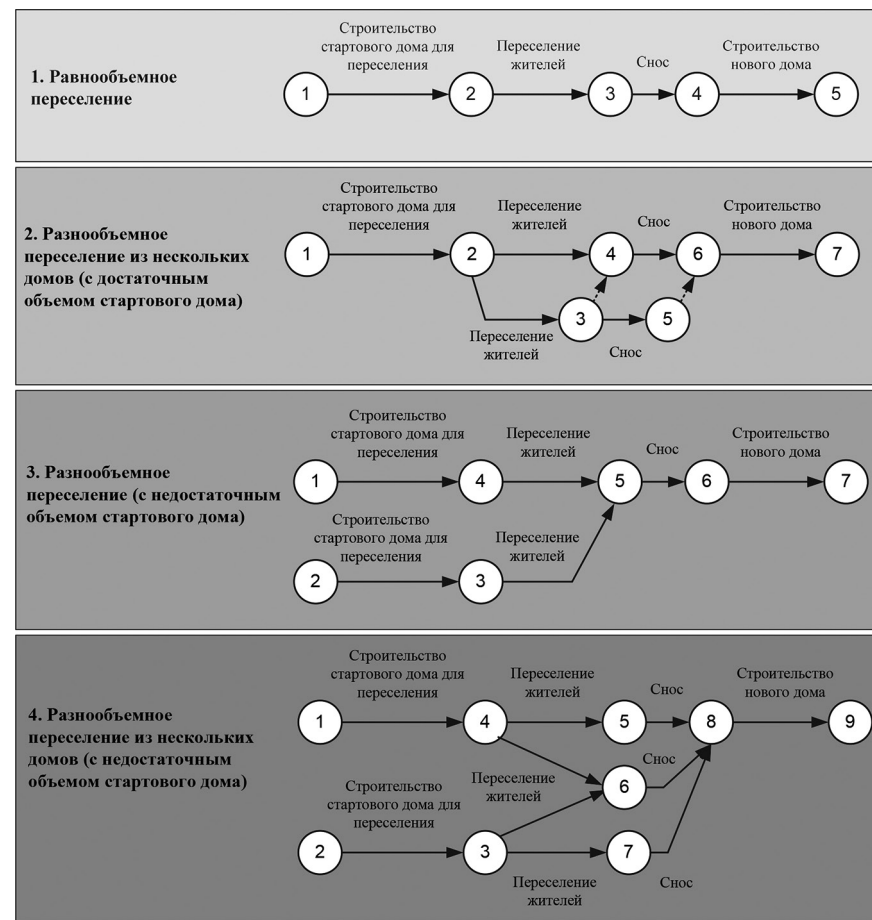 1. Равнообъемное
переселение
Строительство
стартового дома для
переселения
Переселение
жителей
Снос
Строительство
нового дома
1
2
3
4
5
2. Разнообъемное
переселение из нескольких
домов (с достаточным
объемом стартового дома)
Строительство
стартового дома для
переселения
Переселение
жителей
Снос
Строительство
нового дома
1
2
4
6
7
3
5
Переселение
жителей
Снос
3. Разнообъемное
переселение (с недостаточным
объемом стартового дома)
Строительство
стартового дома для
переселения
Переселение
жителей
Снос
Строительство
нового дома
1
4
5
6
7
Строительство
стартового дома для
переселения
Переселение
жителей
2
3
4. Разнообъемное
переселение из нескольких
домов (с недостаточным
объемом стартового дома)
Строительство
стартового дома для
переселения
Переселение
жителей
Снос
Строительство
нового дома
1
4
5
8
9
Строительство
стартового дома для
переселения
Переселение
жителей
Снос
6
2
3
7
Переселение
жителей
Снос